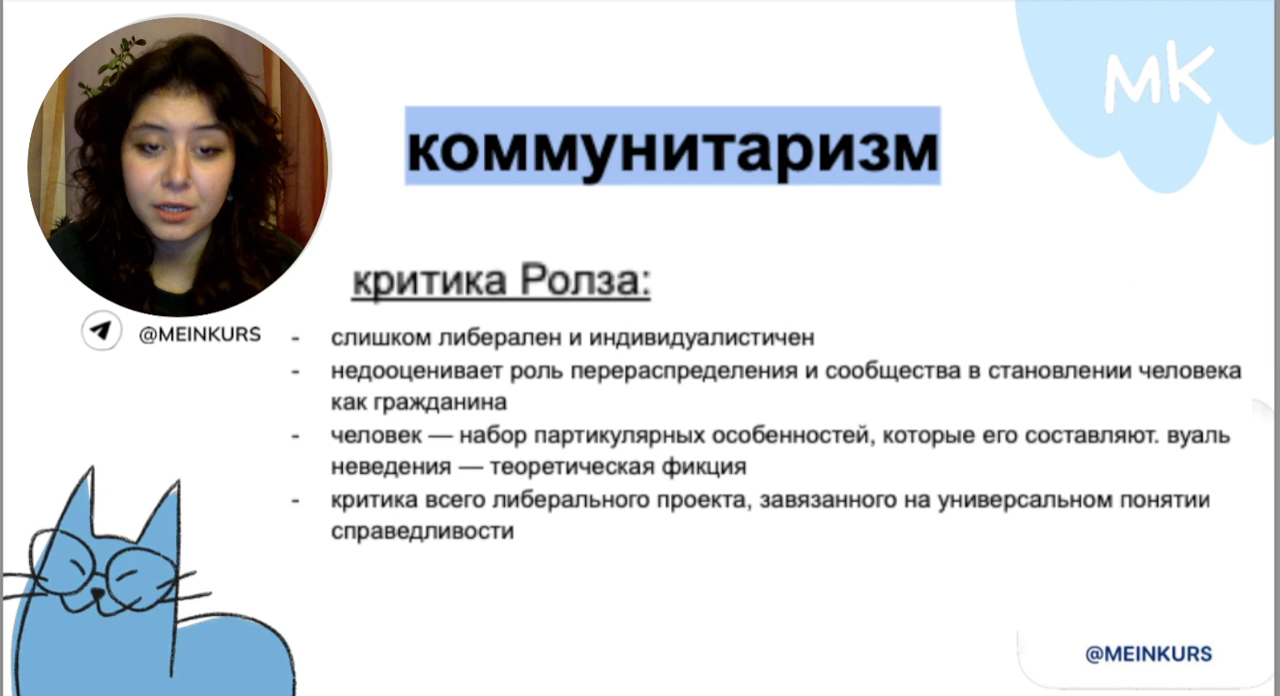 МК
коммунитаризм
критика Ролза:
@MEINKURS
- слишком либерален и индивидуалистичен
- недооценивает роль перераспределения и сообщества в становлении человека
как гражданина
- человек — набор партикулярных особенностей, которые его составляют. вуаль
неведения — теоретическая фикция
- критика всего либерального проекта, завязанного на универсальном понятии
справедливости
@MEINKURS